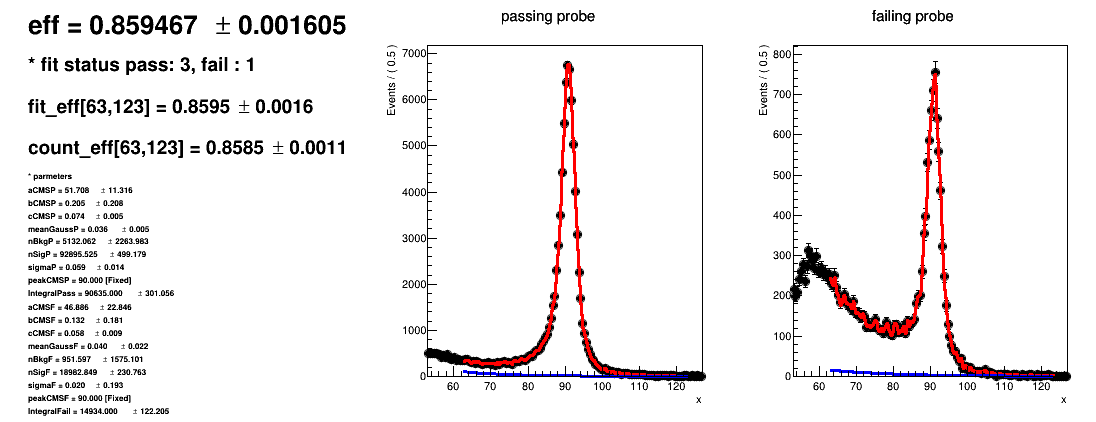 eff = 0.859467 ± 0.001605
* fit status pass: 3, fail : 1
fit_eff[63,123] = 0.8595 ± 0.0016
count_eff[63,123] = 0.8585 ± 0.0011
* parmeters
aCMSP = 51.708 ± 11.316
bCMSP = 0.205 ± 0.208
cCMSP = 0.074 ± 0.005
meanGaussP = 0.036 ± 0.005
nBkgP = 5132.062 ± 2263.983
nSigP = 92895.525 ± 499.179
sigmaP = 0.059 ± 0.014
peakCMSP = 90.000 [Fixed]
IntegralPass = 90635.000 ± 301.056
aCMSF = 46.886 ± 22.846
bCMSF = 0.132 ± 0.181
cCMSF = 0.058 ± 0.009
meanGaussF = 0.040 ± 0.022
nBkgF = 951.597 ± 1575.101
nSigF = 18982.849 ± 230.763
sigmaF = 0.020 ± 0.193
peakCMSF = 90.000 [Fixed]
IntegralFail = 14934.000 ± 122.205
passing probe
Events / ( 0.5 )
7000
6000
5000
4000
3000
2000
1000
0
60 70 80 90 100 110 120
x
failing probe
Events / ( 0.5 )
800
700
600
500
400
300
200
100
0
60 70 80 90 100 110 120
x